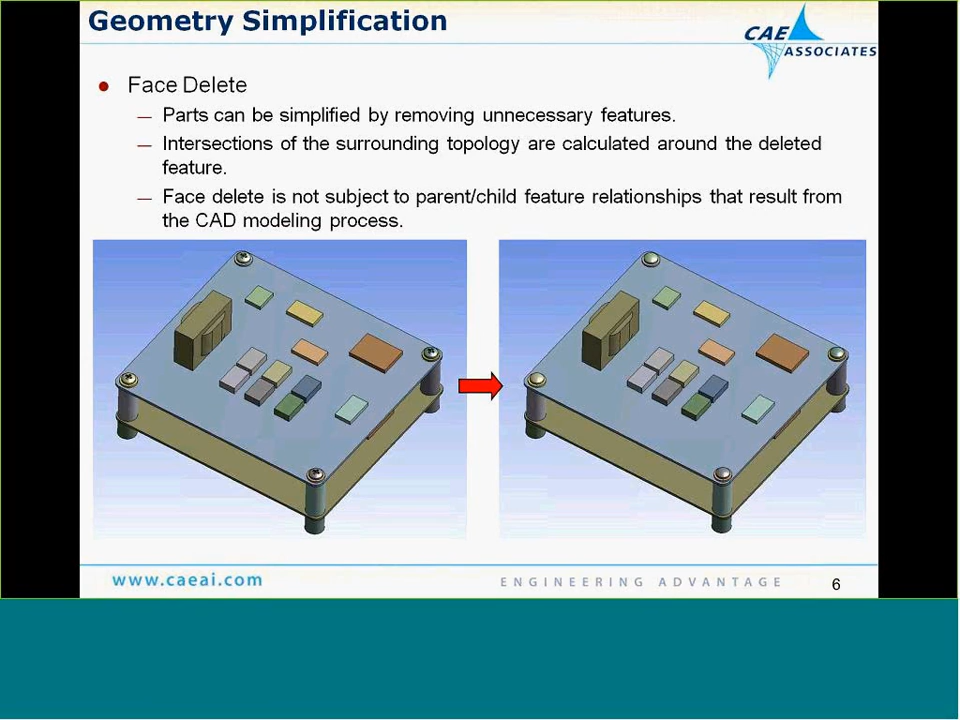 Geometry Simplification
CAE
ASSOCIATES
● Face Delete
— Parts can be simplified by removing unnecessary features.
— Intersections of the surrounding topology are calculated around the deleted
feature.
— Face delete is not subject to parent/child feature relationships that result from
the CAD modeling process.
www.caeai.com
ENGINEERING ADVANTAGE
6